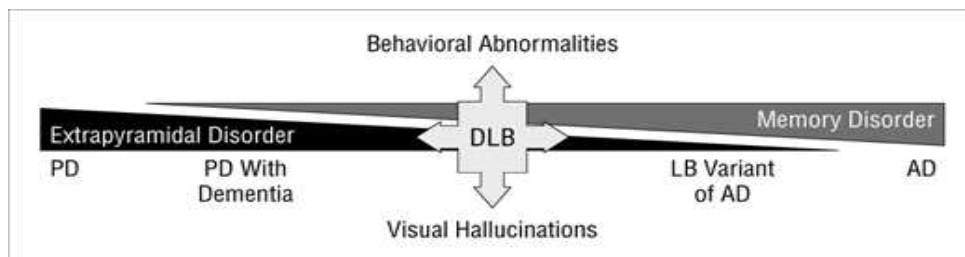 Behavioral Abnormalities
Memory Disorder
Extrapyramidal Disorder
DLB
PD
PD With
Dementia
LB Variant
of AD
AD
Visual Hallucinations